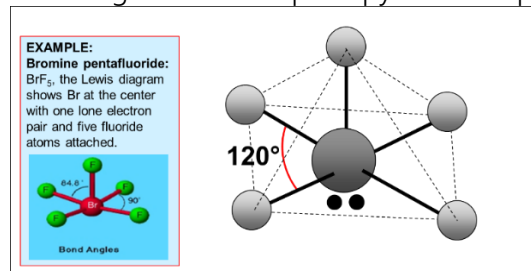 EXAMPLE:
Bromine pentafluoride:
BrF₅, the Lewis diagram
shows Br at the center
with one lone electron
pair and five fluoride
atoms attached.
F
F
F
84.8°
Br
90°
F
F
Bond Angles
120°